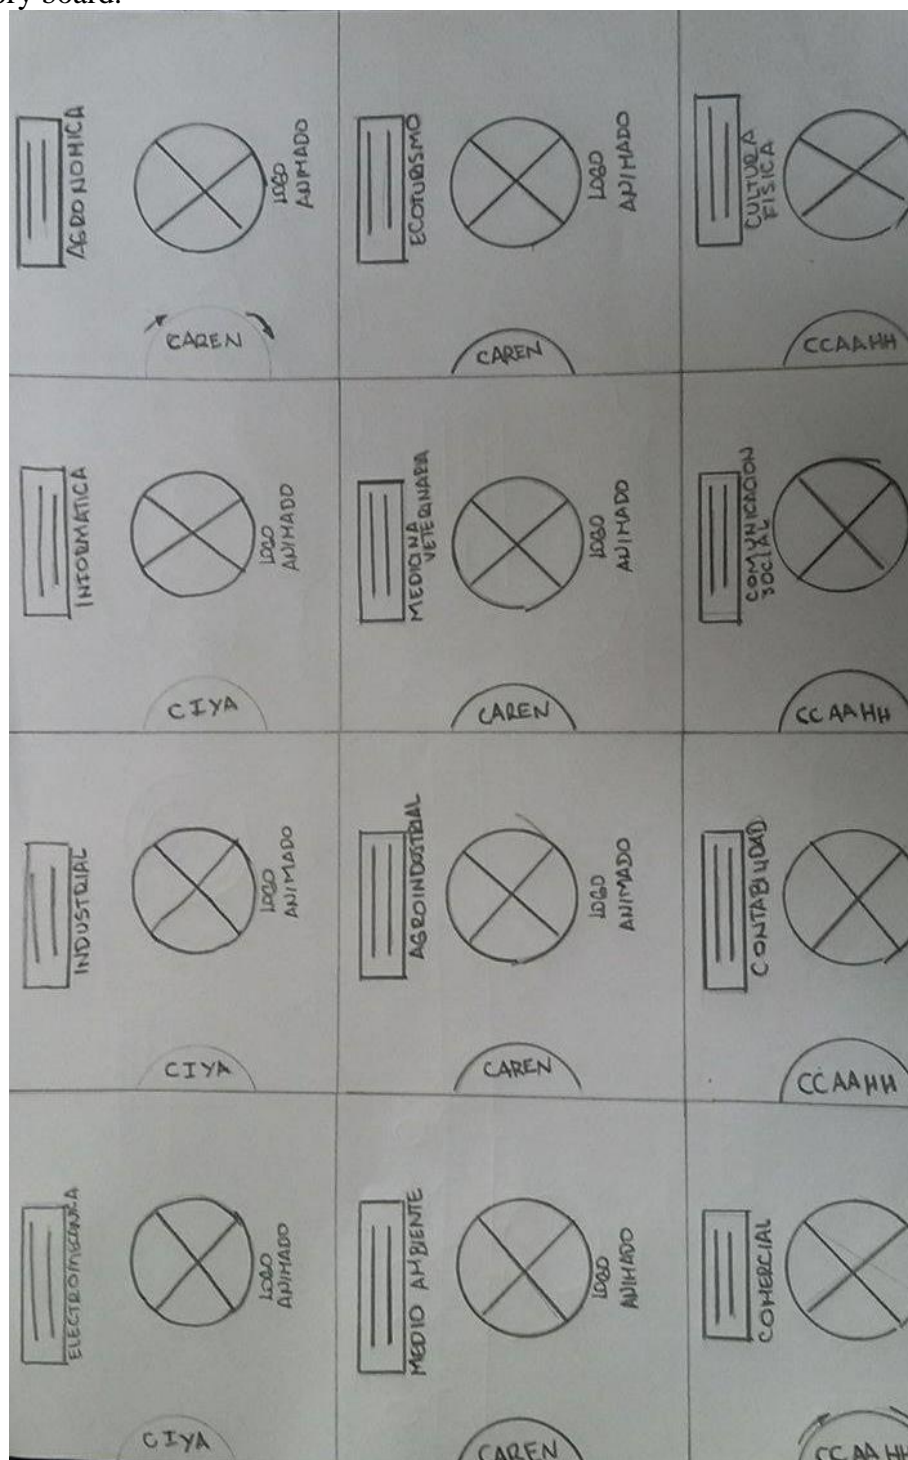 ory board.
ELECTROMECANICA
LOGO
ANIMADO
CIYA
INDUSTRIAL
LOGO
ANIMADO
CIYA
INFORMATICA
LOGO
ANIMADO
CIYA
AGRONOMICA
LOGO
ANIMADO
CAREN
MEDIO AMBIENTE
LOGO
ANIMADO
CAREN
AGROINDUSTRIAL
LOGO
ANIMADO
CAREN
MEDICINA
VETERINARIA
LOGO
ANIMADO
CAREN
ECOTURISMO
LOGO
ANIMADO
CAREN
COMERCIAL
CCAAHH
CONTABILIDAD
CCAAHH
COMUNICACION
SOCIAL
CCAAHH
CULTURA
FISICA
CCAAHH